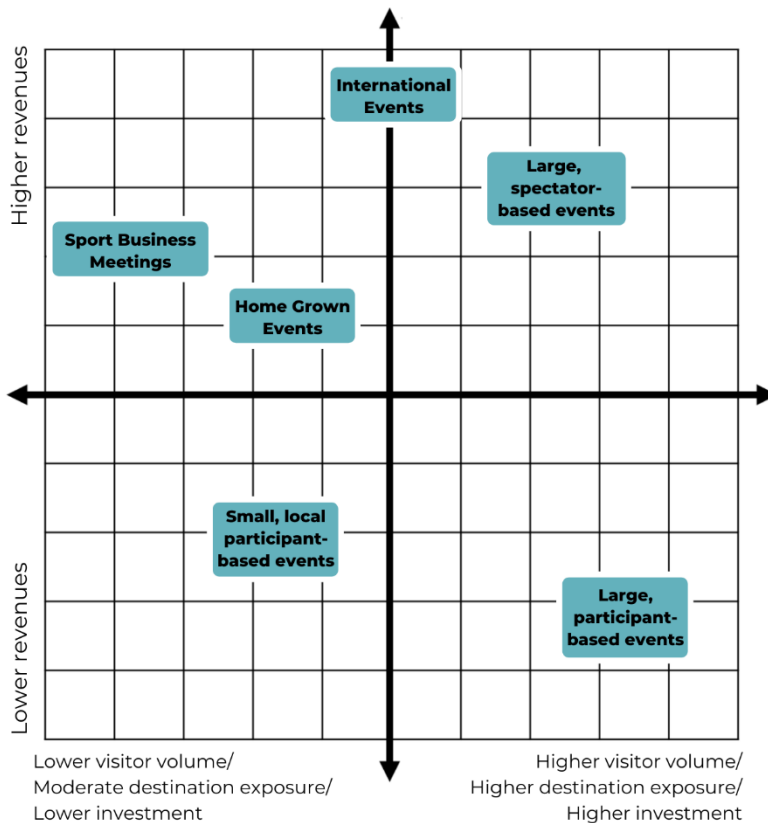 Higher revenues
International
Events
Large,
spectator-
based events
Sport Business
Meetings
Home Grown
Events
Small, local
participant-
based events
Large,
participant-
based events
Lower revenues
Lower visitor volume/
Moderate destination exposure/
Lower investment
Higher visitor volume/
Higher destination exposure/
Higher investment